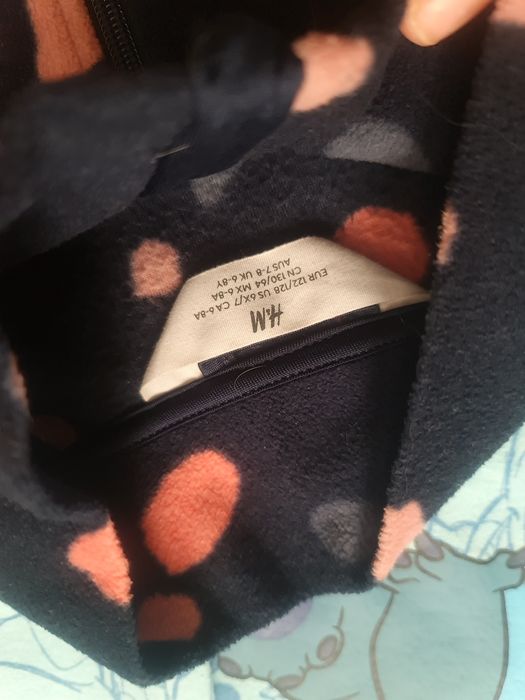 H&M
EUR 122/128 US 6X/7 CA 6-8A
CN 130/64 MX 6-8A
AUS 7-8 UK 6-8Y